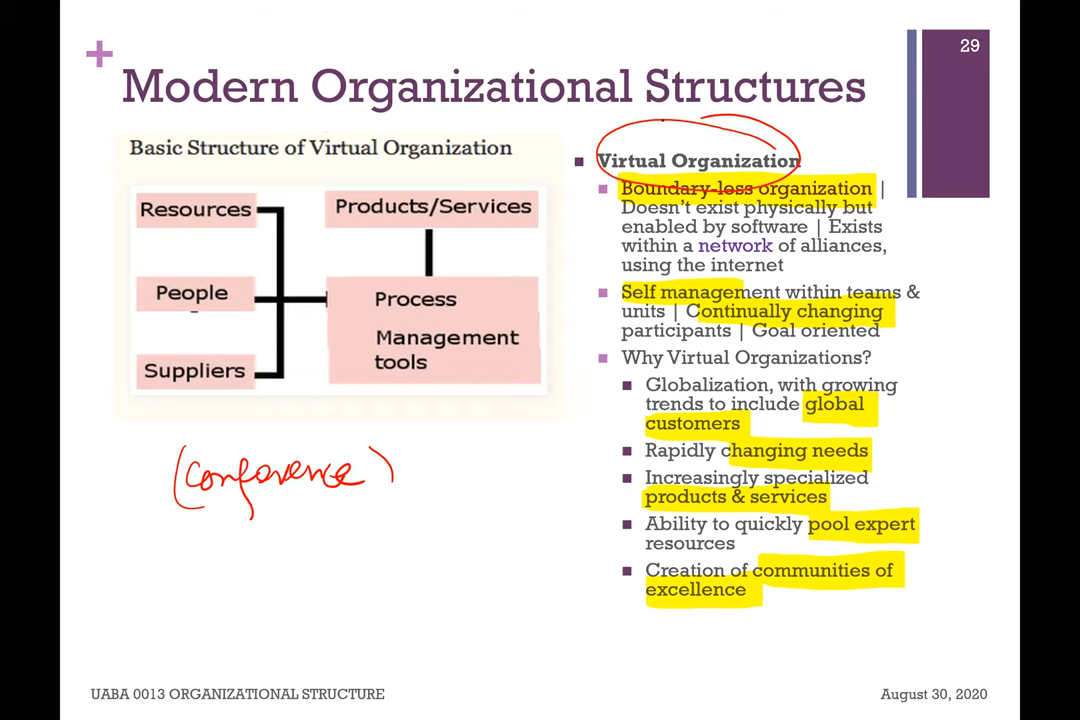 +
29
Modern Organizational Structures
Basic Structure of Virtual Organization
Resources
Products/Services
People
Process
Management
tools
Suppliers
(conference)
Virtual Organization
Boundary-less organization |
Doesn't exist physically but
enabled by software | Exists
within a network of alliances,
using the internet
Self management within teams &
units | Continually changing
participants | Goal oriented
Why Virtual Organizations?
Globalization, with growing
trends to include global
customers
Rapidly changing needs
Increasingly specialized
products & services
Ability to quickly pool expert
resources
Creation of communities of
excellence
UABA 0013 ORGANIZATIONAL STRUCTURE
August 30, 2020